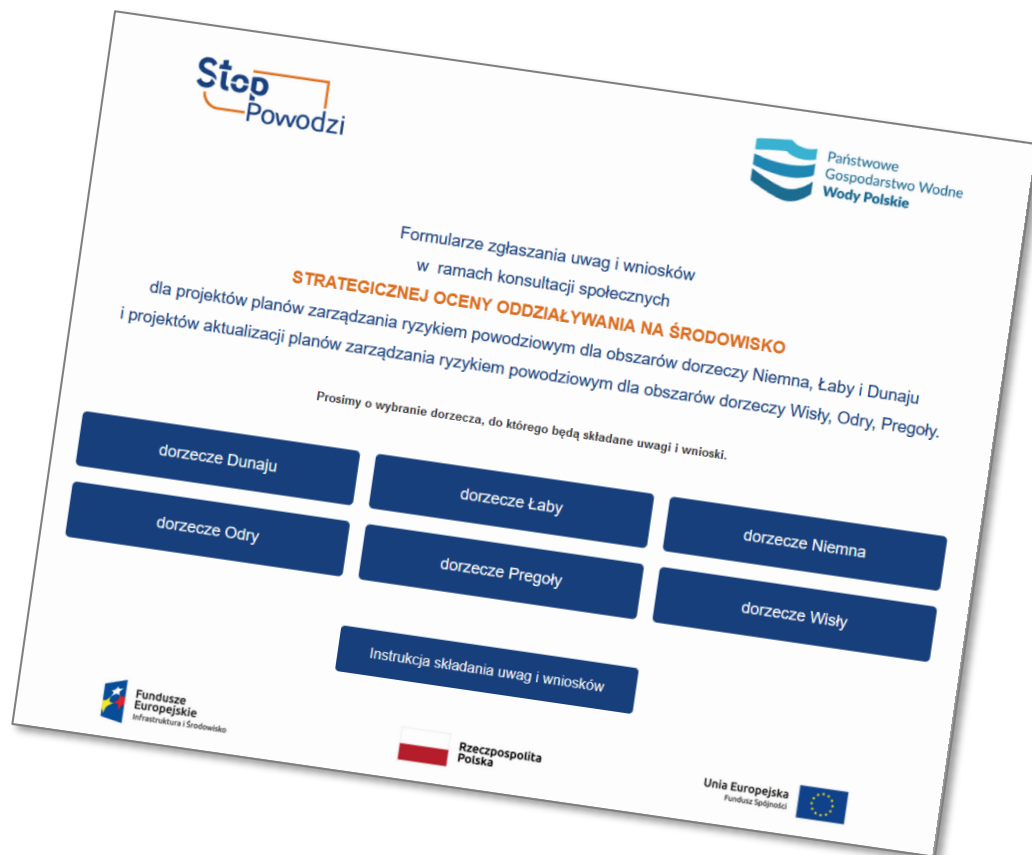 Stop
Powodzi
Państwowe
Gospodarstwo Wodne
Wody Polskie
Formularze zgłaszania uwag i wniosków
w ramach konsultacji społecznych
STRATEGICZNEJ OCENY ODDZIAŁYWANIA NA ŚRODOWISKO
dla projektów planów zarządzania ryzykiem powodziowym dla obszarów dorzeczy Niemna, Łaby i Dunaju
i projektów aktualizacji planów zarządzania ryzykiem powodziowym dla obszarów dorzeczy Wisły, Odry, Pregoły.
Prosimy o wybranie dorzecza, do którego będą składane uwagi i wnioski.
dorzecze Dunaju
dorzecze Łaby
dorzecze Niemna
dorzecze Odry
dorzecze Pregoły
dorzecze Wisły
Instrukcja składania uwag i wniosków
Fundusze
Europejskie
Infrastruktura i Środowisko
Rzeczpospolita
Polska
Unia Europejska
Fundusz Spójności